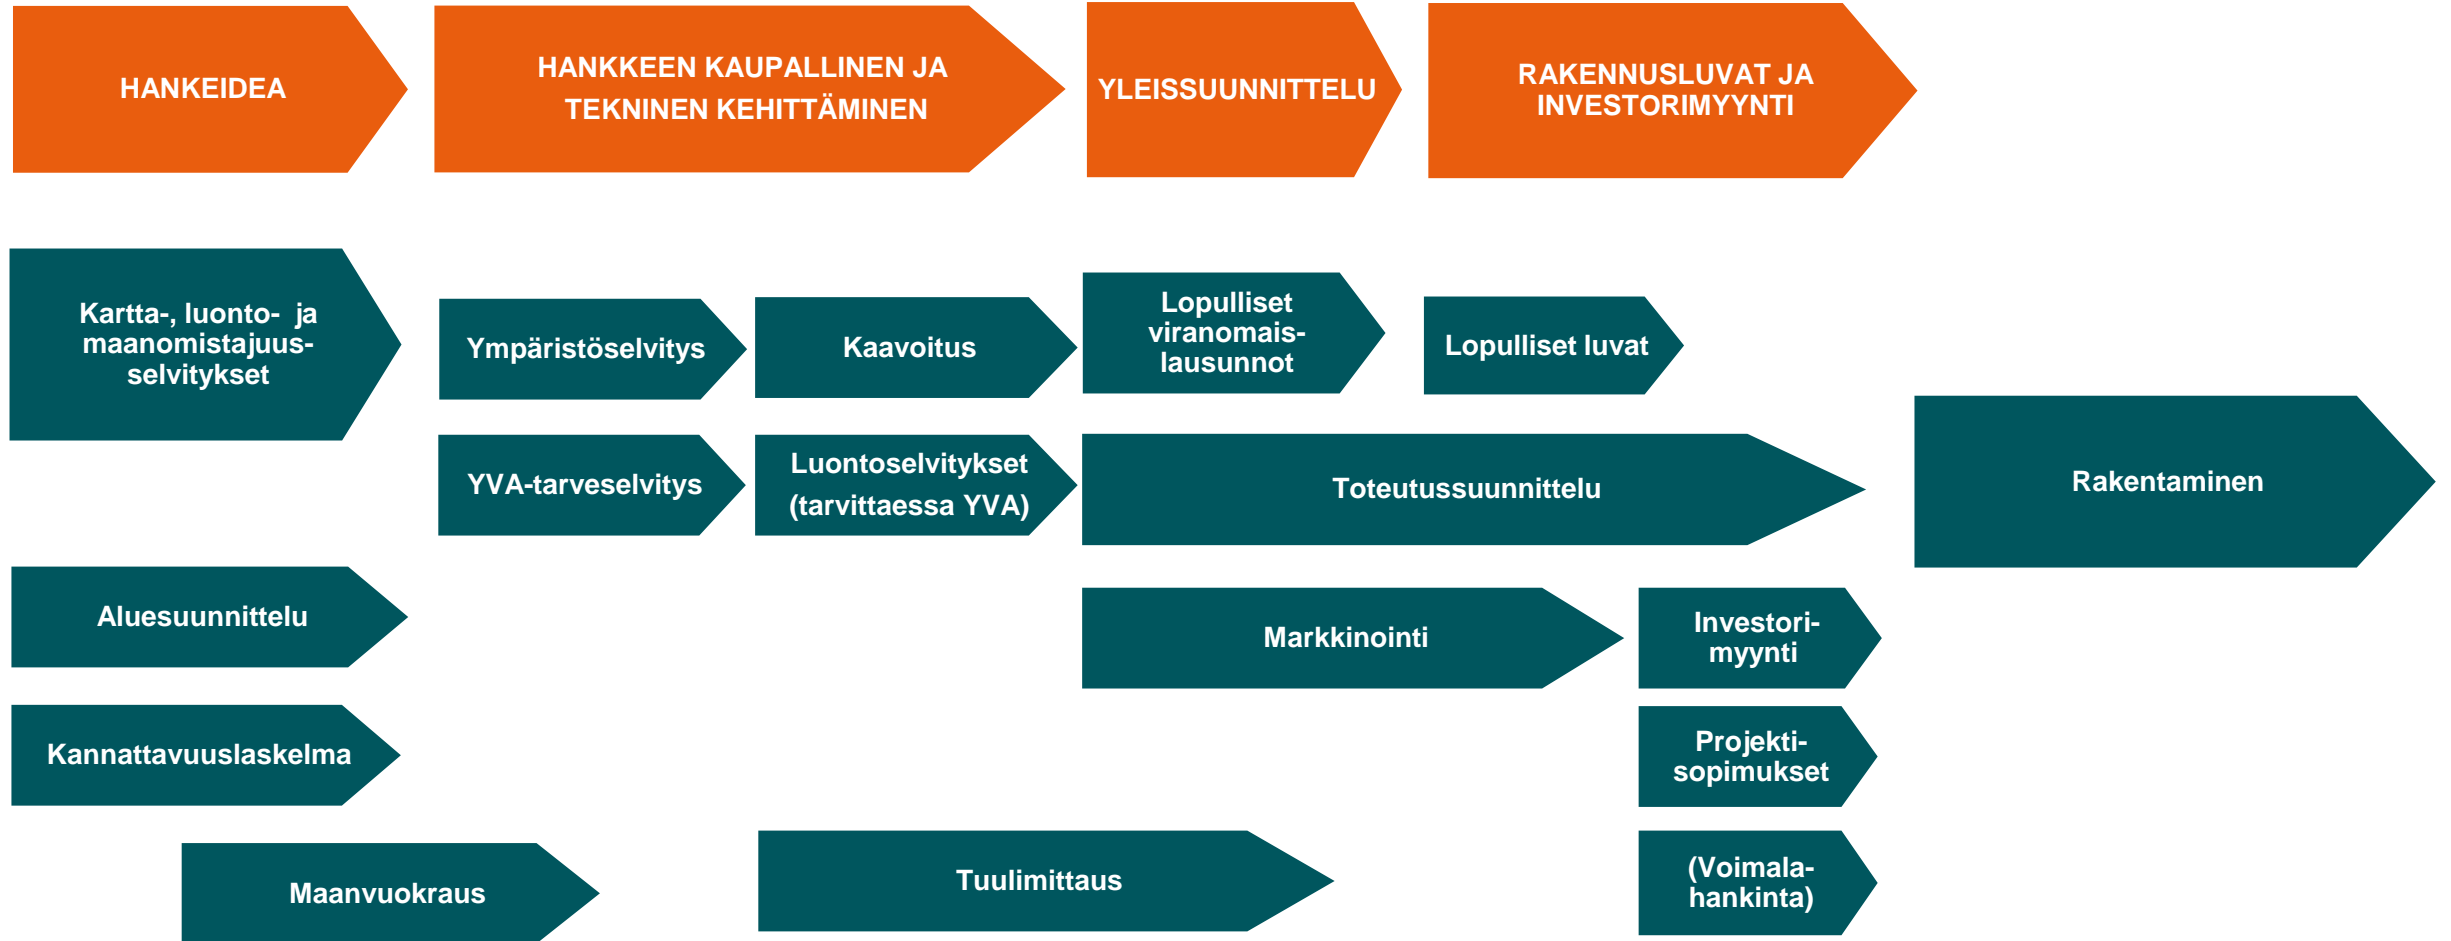 HANKEIDEA
HANKKEEN KAUPALLINEN JA
TEKNINEN KEHITTÄMINEN
YLEISSUUNNITTELU
RAKENNUSLUVAT JA
INVESTORIMYYNTI
Kartta-, luonto- ja
maanomistajuus-
selvitykset
Ympäristöselvitys
Kaavoitus
Lopulliset
viranomais-
lausunnot
Lopulliset luvat
YVA-tarveselvitys
Luontoselvitykset
(tarvittaessa YVA)
Toteutussuunnittelu
Rakentaminen
Aluesuunnittelu
Markkinointi
Investori-
myynti
Kannattavuuslaskelma
Projekti-
sopimukset
Maanvuokraus
Tuulimittaus
(Voimala-
hankinta)